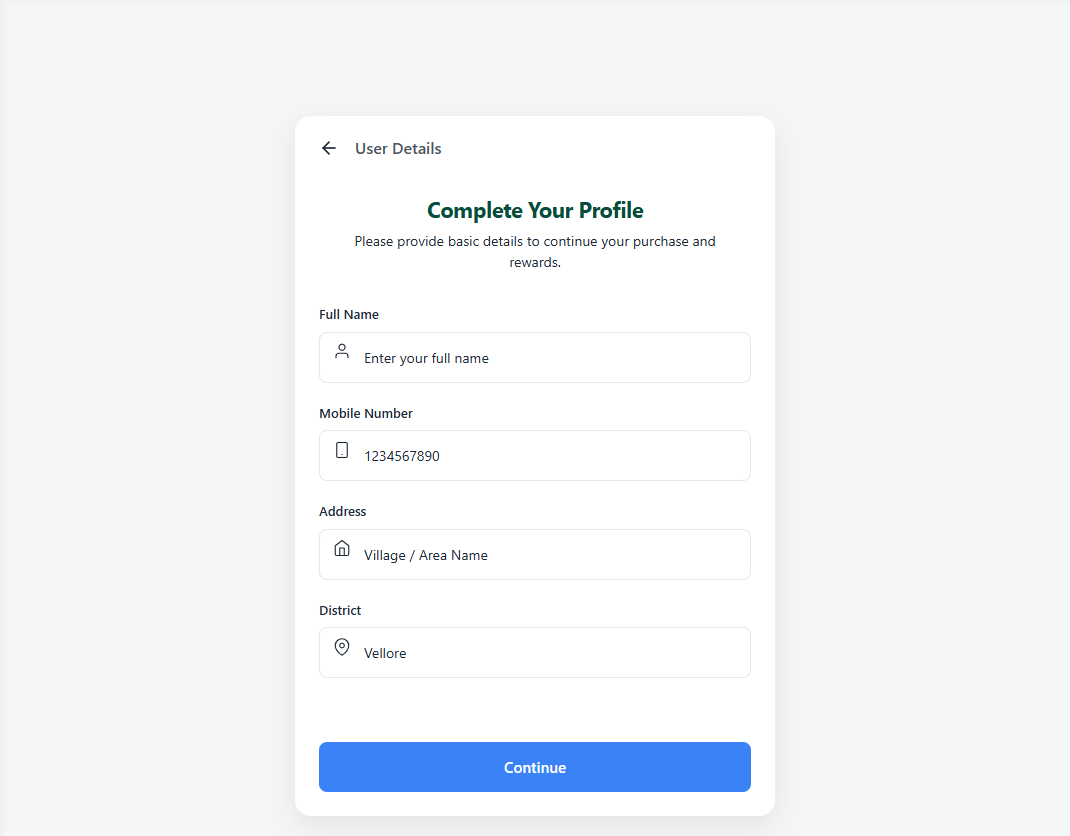 User Details
Complete Your Profile
Please provide basic details to continue your purchase and
rewards.
Full Name
Enter your full name
Mobile Number
1234567890
Address
Village / Area Name
District
Vellore
Continue